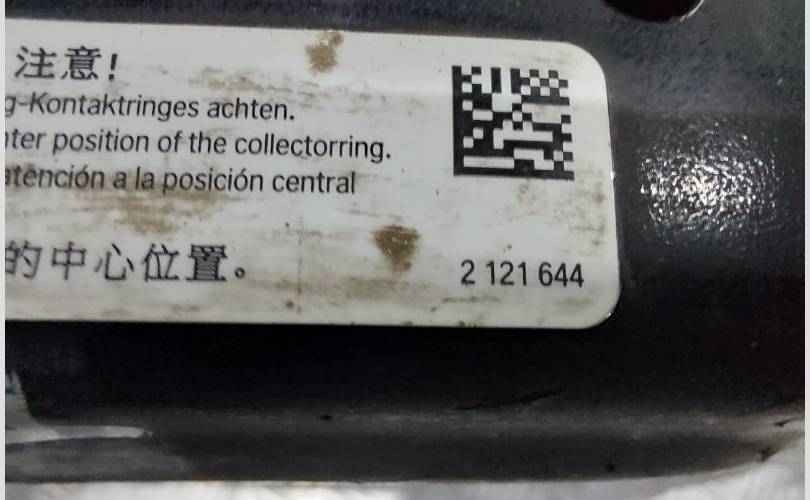 注意!
g-Kontaktringes achten.
nter position of the collectorring.
atención a la posición central
的中心位置。
2 121 644